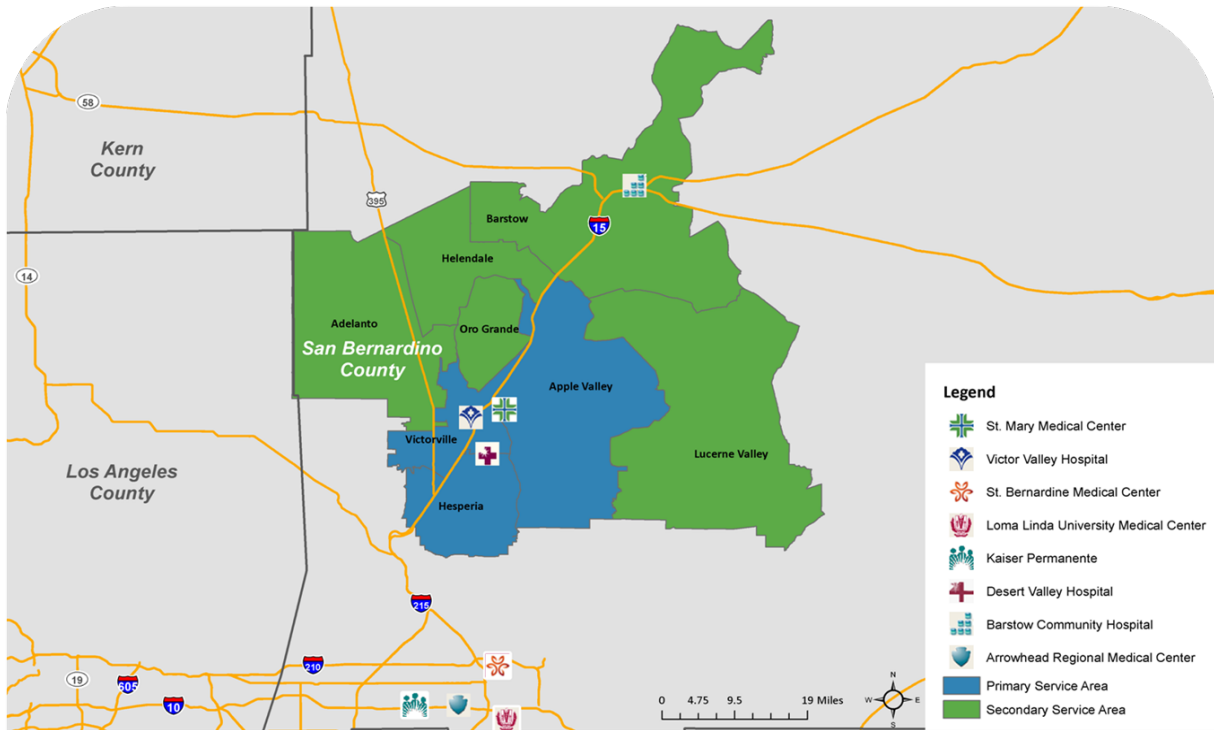 58
Kern
County
395
Barstow
15
Helendale
14
Adelanto
Oro Grande
San Bernardino
County
Apple Valley
Victorville
Lucerne Valley
Los Angeles
County
Hesperia
215
210
19
605
10
0 4.75 9.5 19 Miles
N
W E
S
Legend
St. Mary Medical Center
Victor Valley Hospital
St. Bernardine Medical Center
Loma Linda University Medical Center
Kaiser Permanente
Desert Valley Hospital
Barstow Community Hospital
Arrowhead Regional Medical Center
Primary Service Area
Secondary Service Area